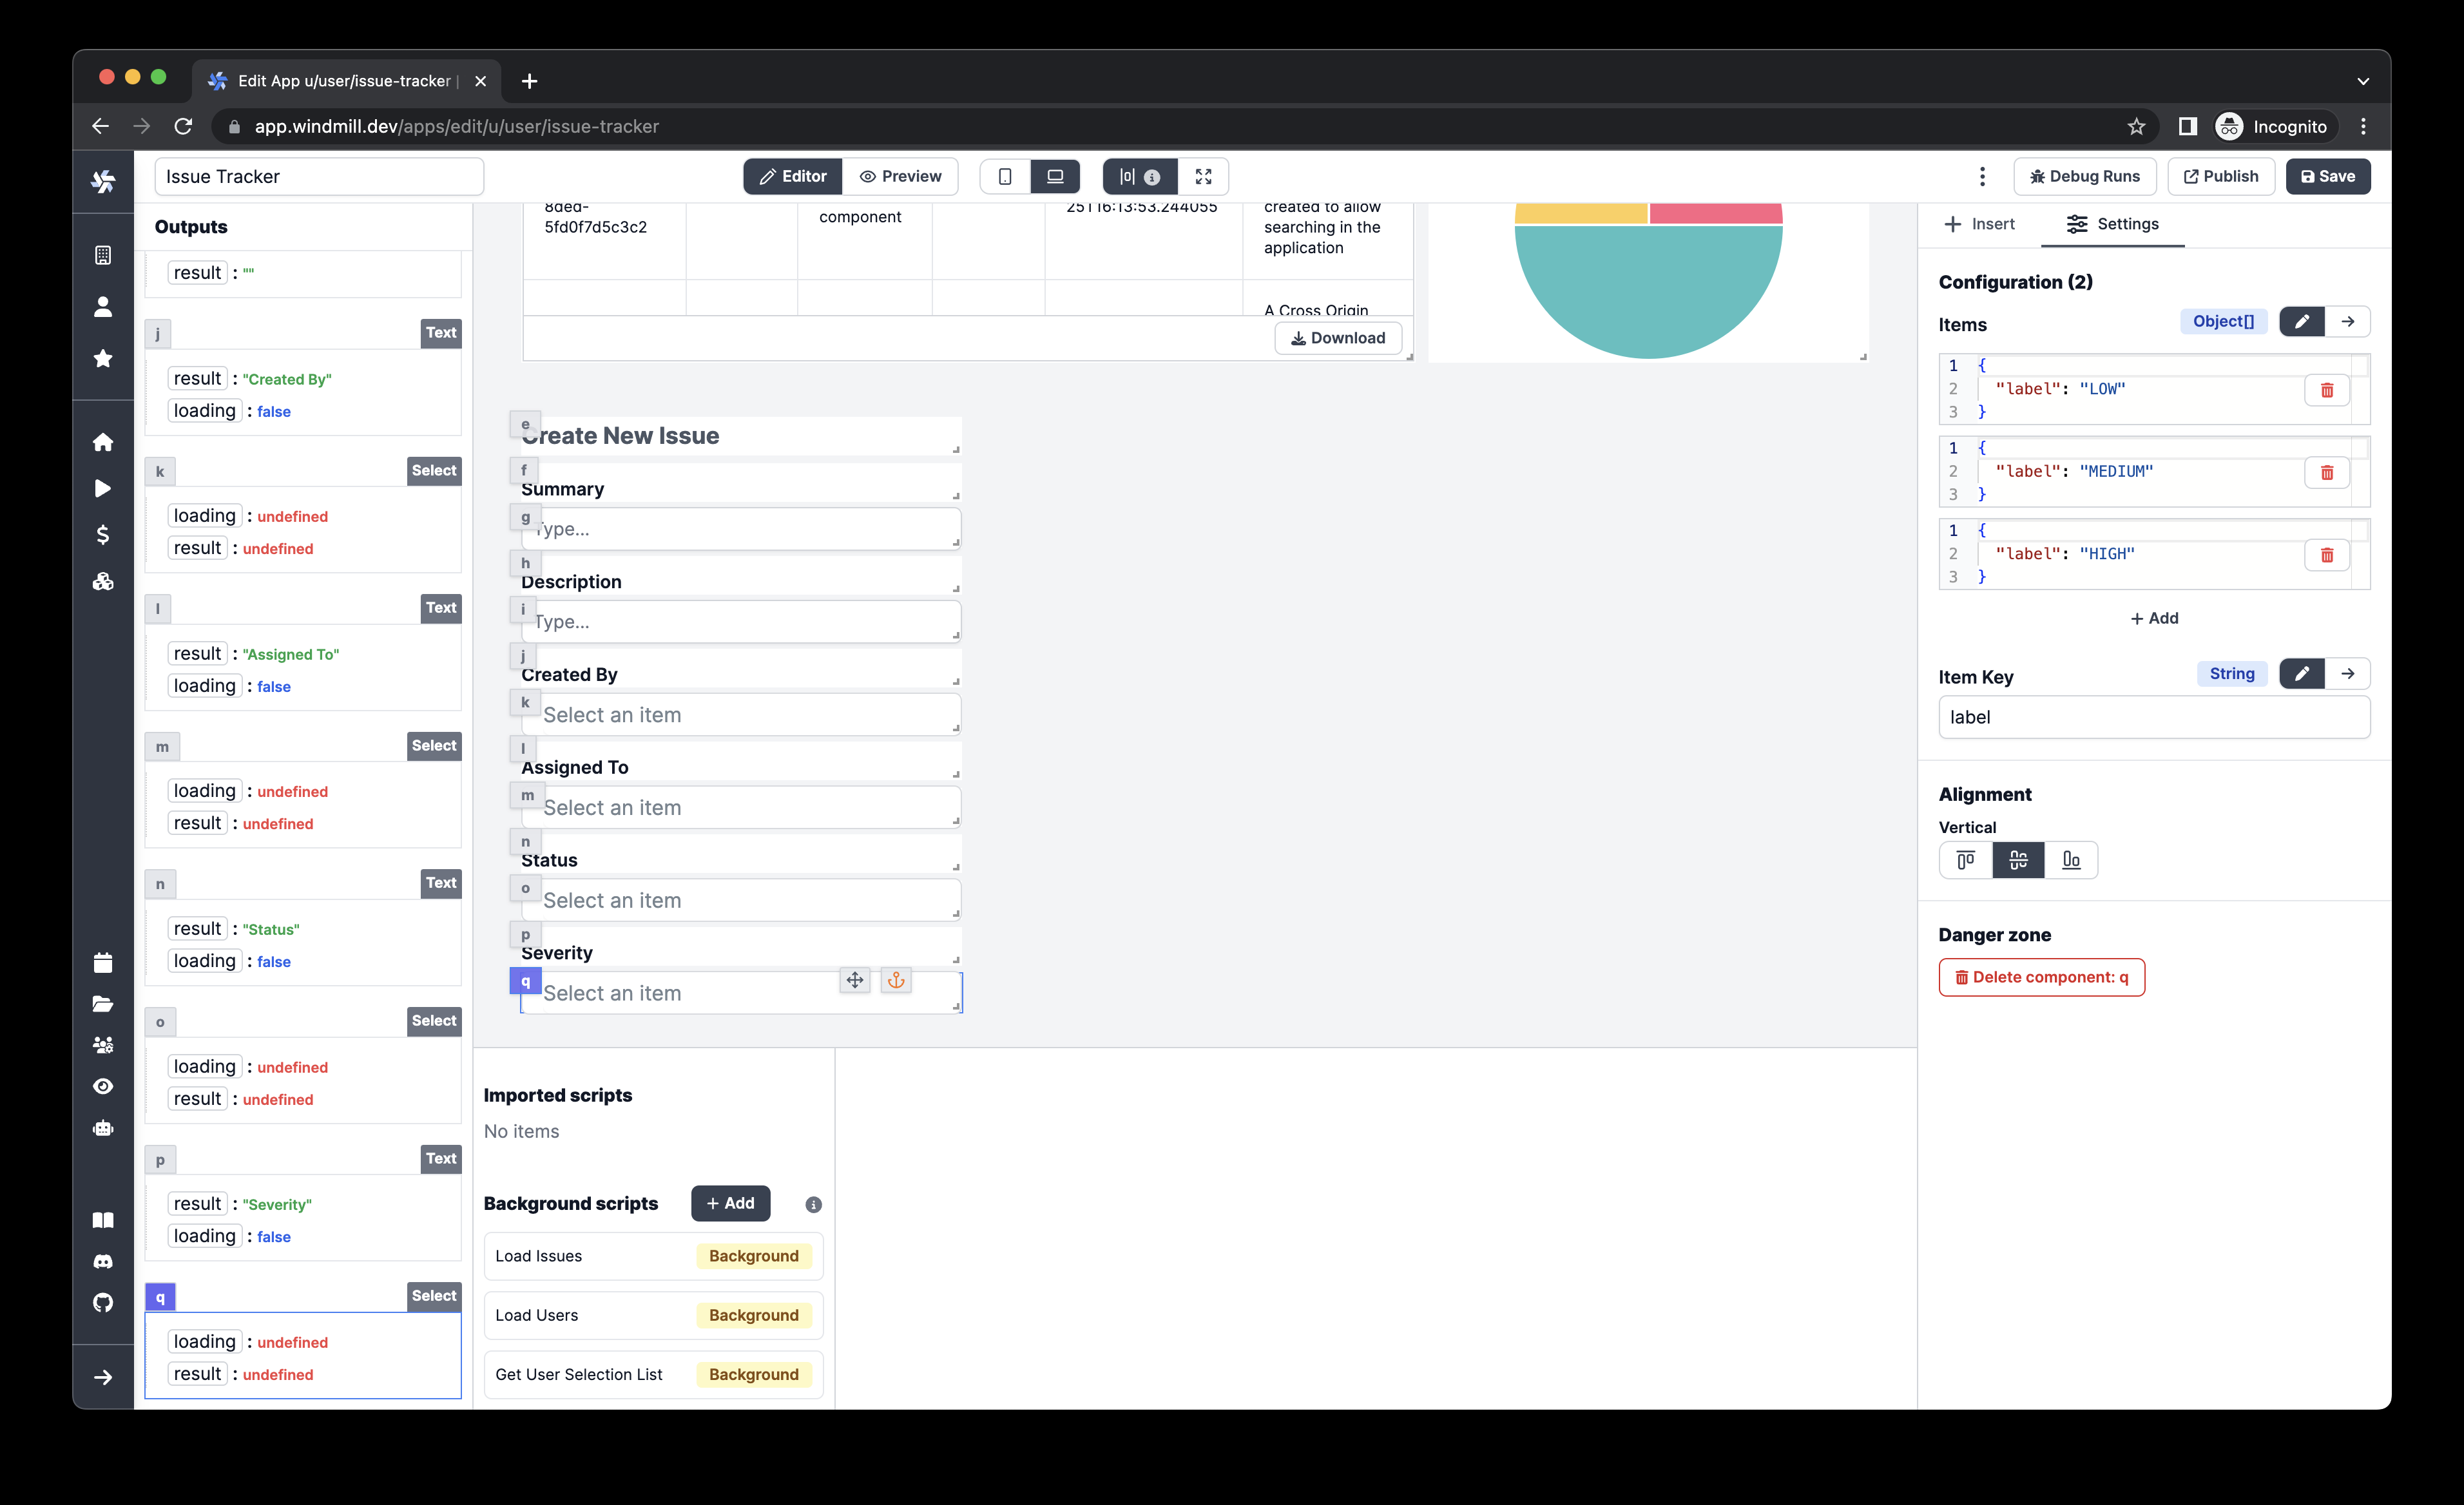 Edit App u/user/issue-tracker |
app.windmill.dev/apps/edit/u/user/issue-tracker
Incognito
Issue Tracker
Editor
Preview
Debug Runs
Publish
Save
Outputs
result : ""
j Text
result : "Created By"
loading : false
k Select
loading : undefined
result : undefined
l Text
result : "Assigned To"
loading : false
m Select
loading : undefined
result : undefined
n Text
result : "Status"
loading : false
o Select
loading : undefined
result : undefined
p Text
result : "Severity"
loading : false
q Select
loading : undefined
result : undefined
8ded-
5fd0f7d5c3c2
component
25T16:13:53.244055
created to allow
searching in the
application
A Cross Origin
Download
e
Create New Issue
f
Summary
g
Type...
h
Description
i
Type...
j
Created By
k
Select an item
l
Assigned To
m
Select an item
n
Status
o
Select an item
p
Severity
q
Select an item
Imported scripts
No items
Background scripts
+ Add
Load Issues Background
Load Users Background
Get User Selection List Background
+ Insert
Settings
Configuration (2)
Items Object[]
1 {
2 "label": "LOW"
3 }
1 {
2 "label": "MEDIUM"
3 }
1 {
2 "label": "HIGH"
3 }
+ Add
Item Key String
label
Alignment
Vertical
Danger zone
Delete component: q